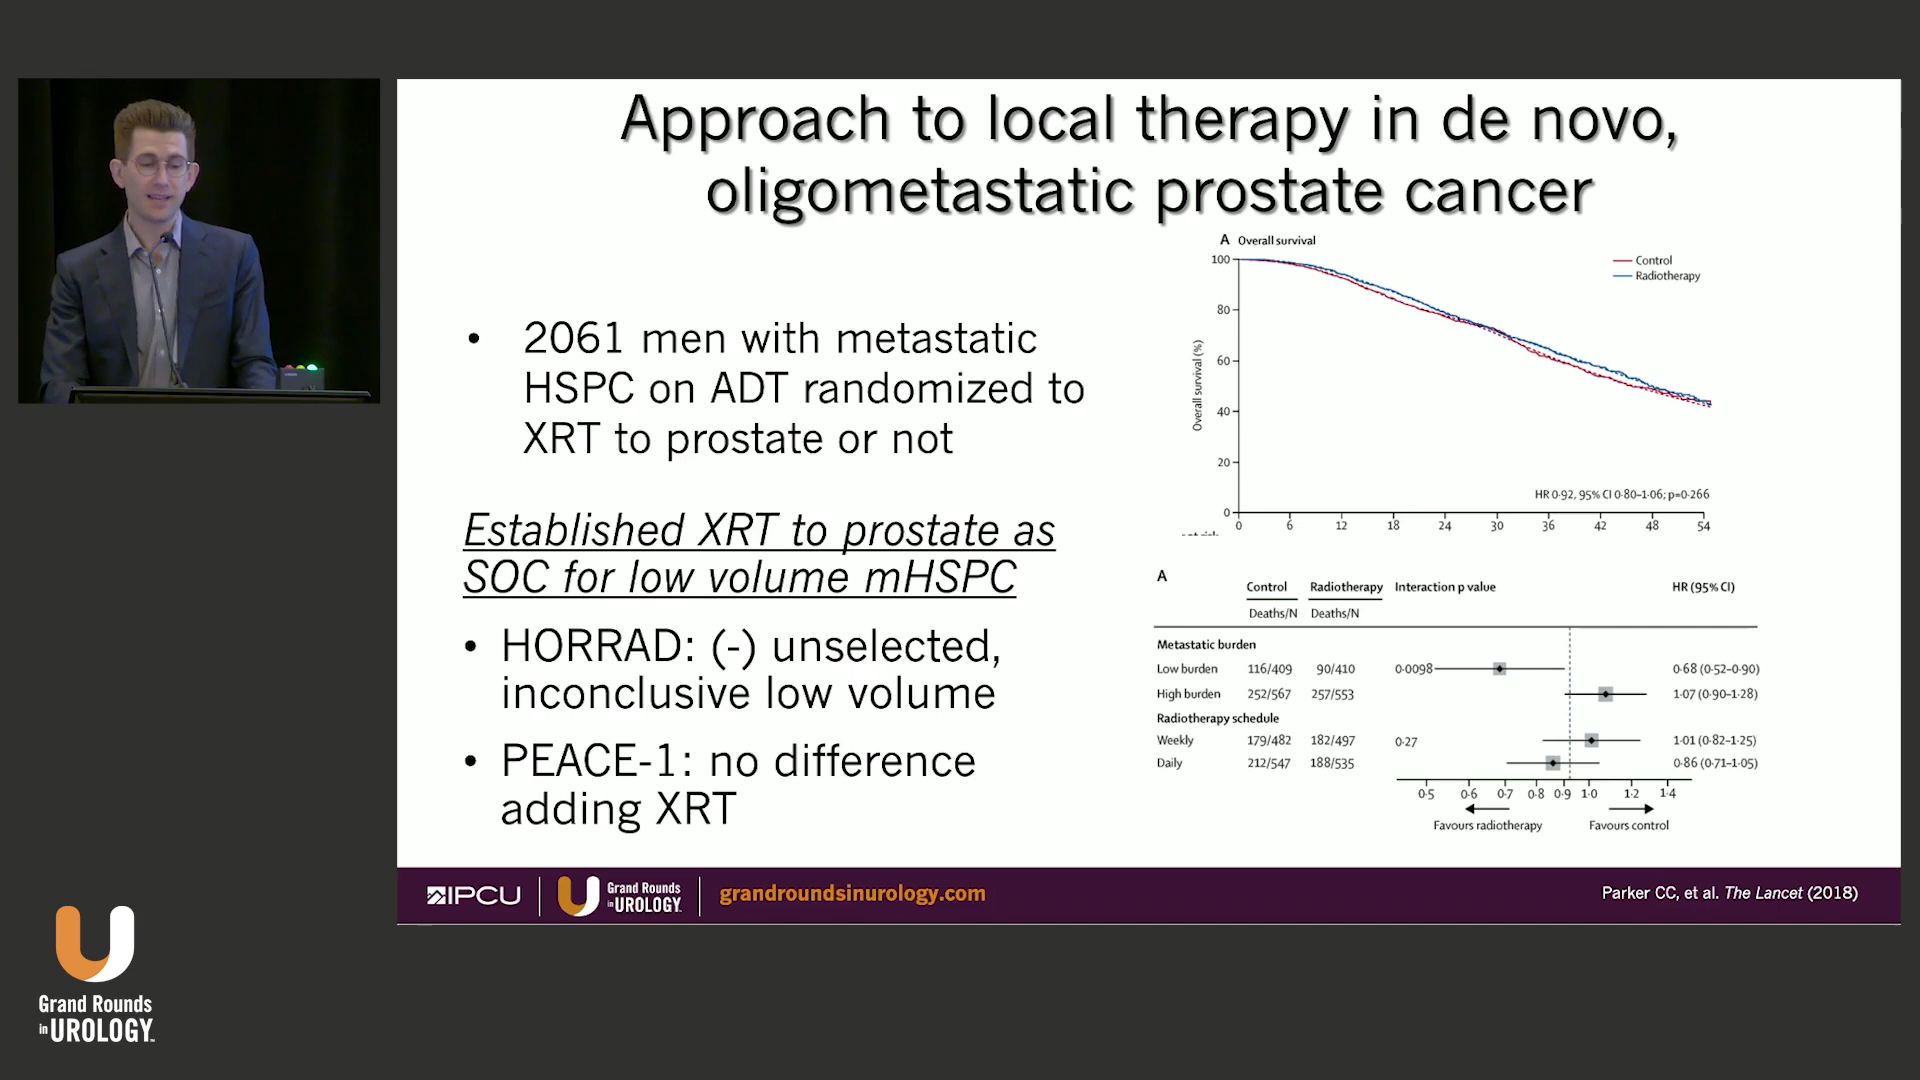 Approach to local therapy in de novo,
oligometastatic prostate cancer
• 2061 men with metastatic
HSPC on ADT randomized to
XRT to prostate or not
Established XRT to prostate as
SOC for low volume mHSPC
• HORRAD: (-) unselected,
inconclusive low volume
• PEACE-1: no difference
adding XRT
A Overall survival
Control
Radiotherapy
Overall survival (%)
100
80
60
40
20
0
HR 0·92, 95% CI 0·80–1·06; p=0·266
0 6 12 18 24 30 36 42 48 54
A
Control Radiotherapy Interaction p value HR (95% CI)
Deaths/N Deaths/N
Metastatic burden
Low burden 116/409 90/410 0·0098 0·68 (0·52–0·90)
High burden 252/567 257/553 1·07 (0·90–1·28)
Radiotherapy schedule
Weekly 179/482 182/497 0·27 1·01 (0·82–1·25)
Daily 212/547 188/535 0·86 (0·71–1·05)
0·5 0·6 0·7 0·8 0·9 1·0 1·2 1·4
Favours radiotherapy Favours control
IPCU
Grand Rounds
in UROLOGY
grandroundsinurology.com
Parker CC, et al. The Lancet (2018)
Grand Rounds
in UROLOGY